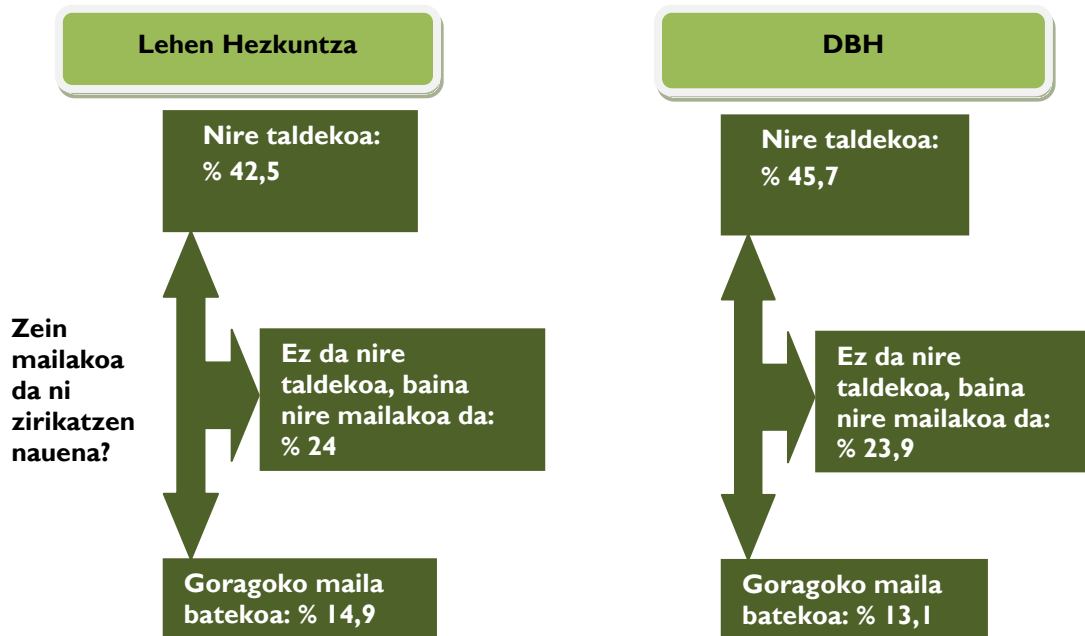 Lehen Hezkuntza
DBH
Nire taldekoa:
% 42,5
Nire taldekoa:
% 45,7
Zein
mailakoa
da ni
zirikatzen
nauena?
Ez da nire
taldekoa, baina
nire mailakoa da:
% 24
Ez da nire
taldekoa, baina
nire mailakoa da:
% 23,9
Goragoko maila
batekoa: % 14,9
Goragoko maila
batekoa: % 13,1